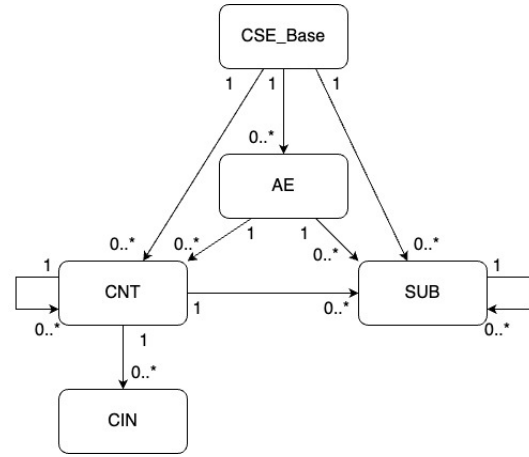 CSE_Base
1 1 1
0..*
AE
0..* 0..* 1 1 0..* 0..*
1 CNT 1 0..* SUB 1
0..* 0..*
1
0..*
CIN